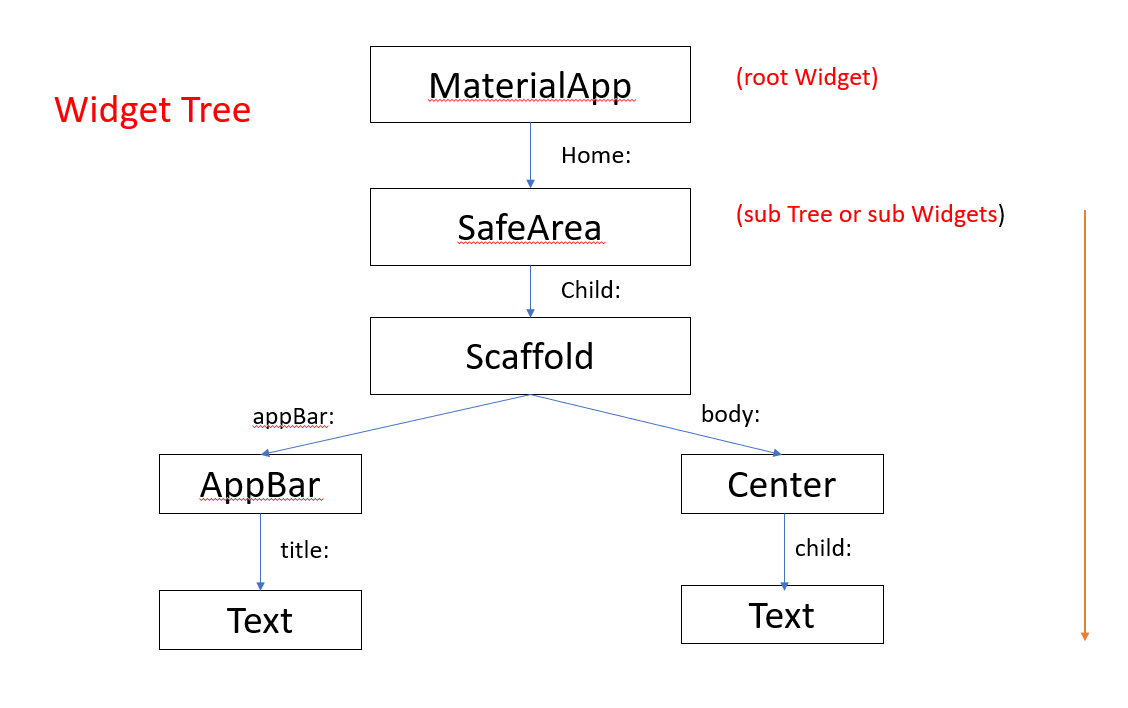 MaterialApp
(root Widget)
Widget Tree
Home:
SafeArea
(sub Tree or sub Widgets)
Child:
Scaffold
appBar:
body:
AppBar
Center
title:
child:
Text
Text